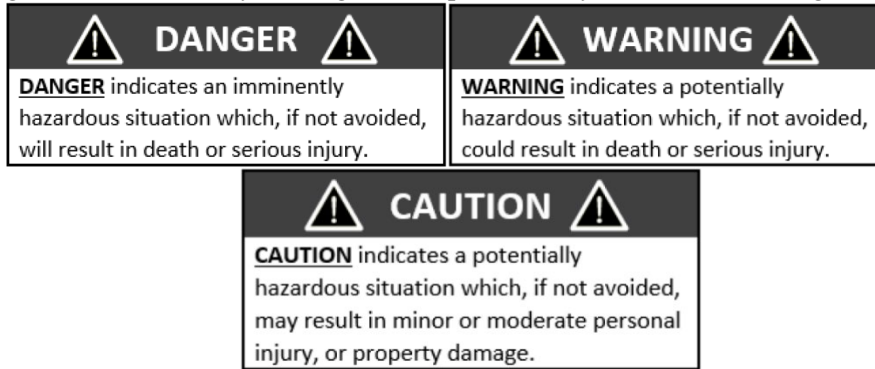 DANGER
DANGER indicates an imminently
hazardous situation which, if not avoided,
will result in death or serious injury.
WARNING
WARNING indicates a potentially
hazardous situation which, if not avoided,
could result in death or serious injury.
CAUTION
CAUTION indicates a potentially
hazardous situation which, if not avoided,
may result in minor or moderate personal
injury, or property damage.